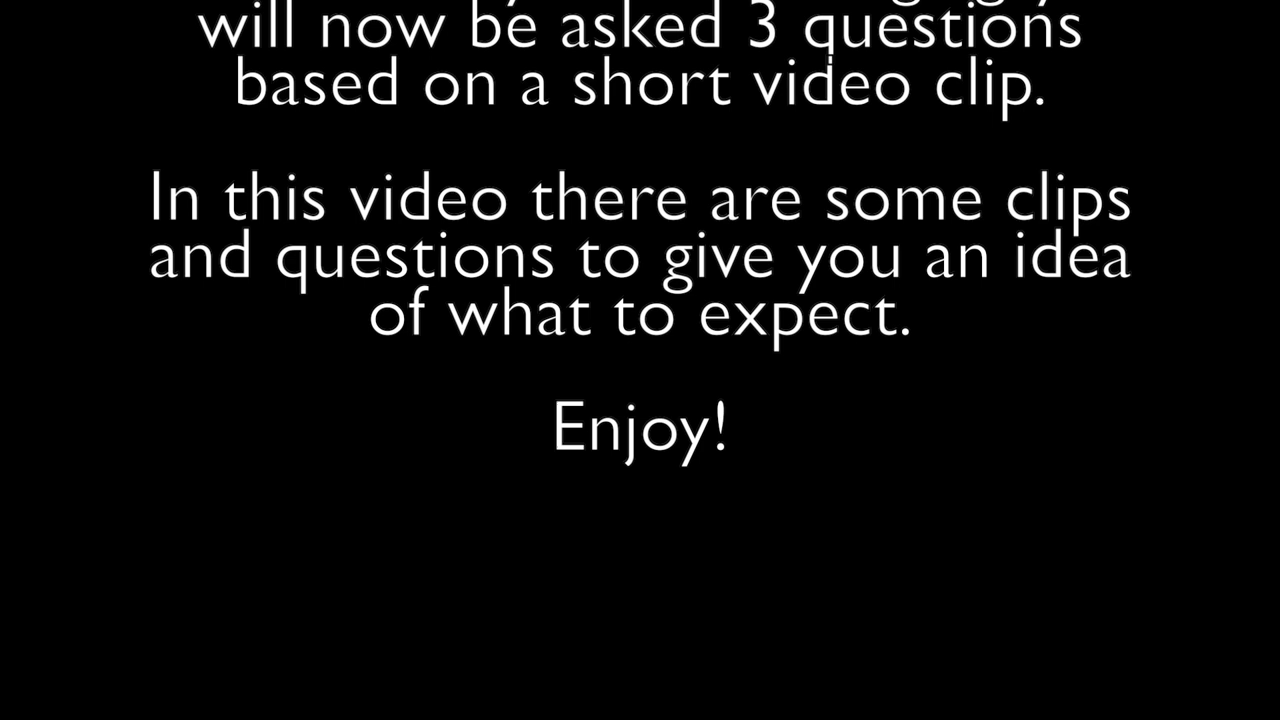 will now be asked 3 questions
based on a short video clip.
In this video there are some clips
and questions to give you an idea
of what to expect.
Enjoy!